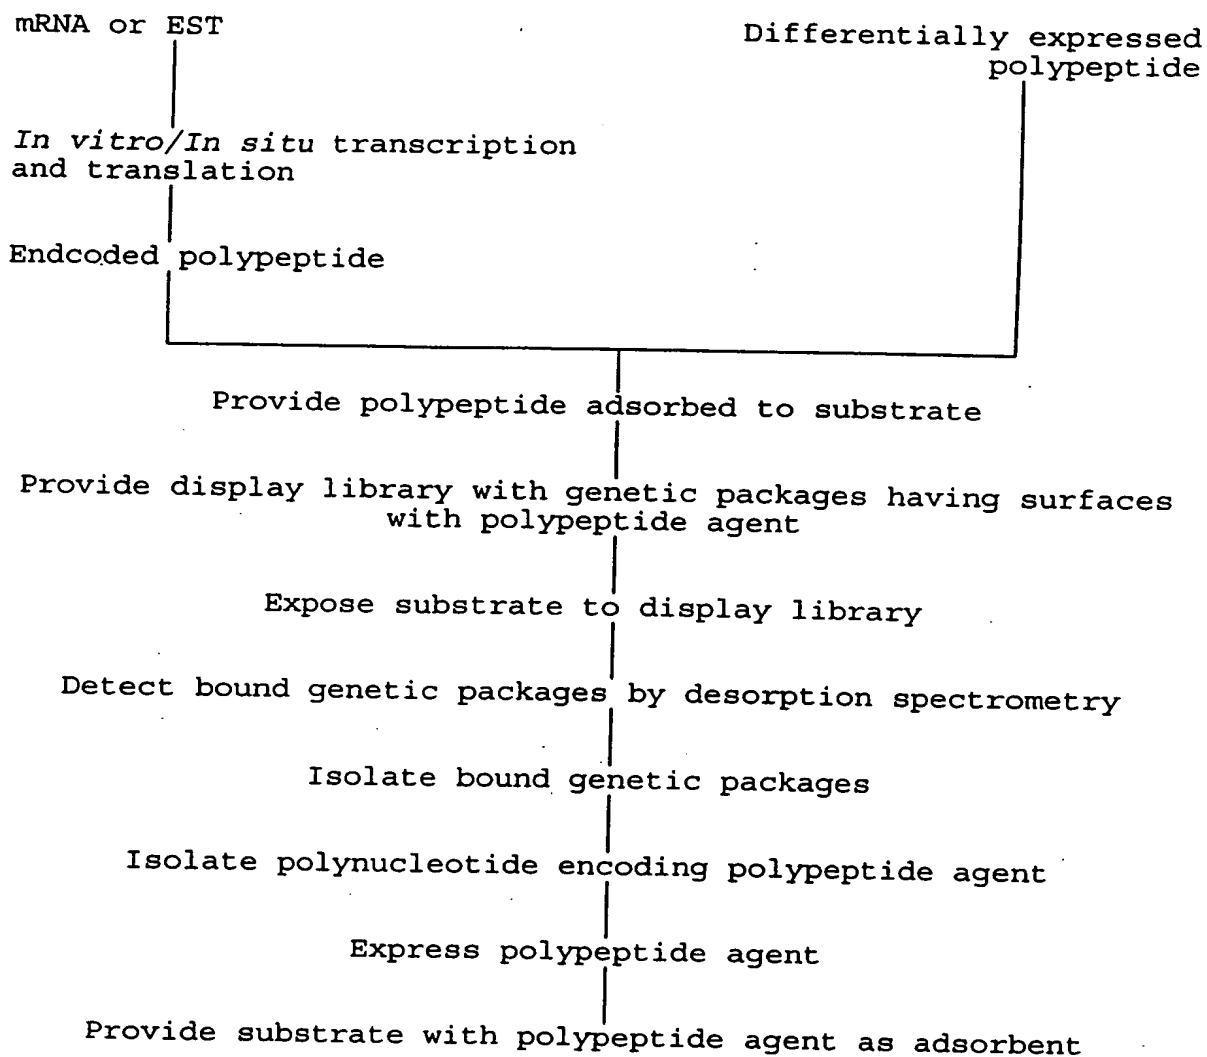 mRNA or EST
Differentially expressed
polypeptide
In vitro/In situ transcription
and translation
Endcoded polypeptide
Provide polypeptide adsorbed to substrate
Provide display library with genetic packages having surfaces
with polypeptide agent
Expose substrate to display library
Detect bound genetic packages by desorption spectrometry
Isolate bound genetic packages
Isolate polynucleotide encoding polypeptide agent
Express polypeptide agent
Provide substrate with polypeptide agent as adsorbent